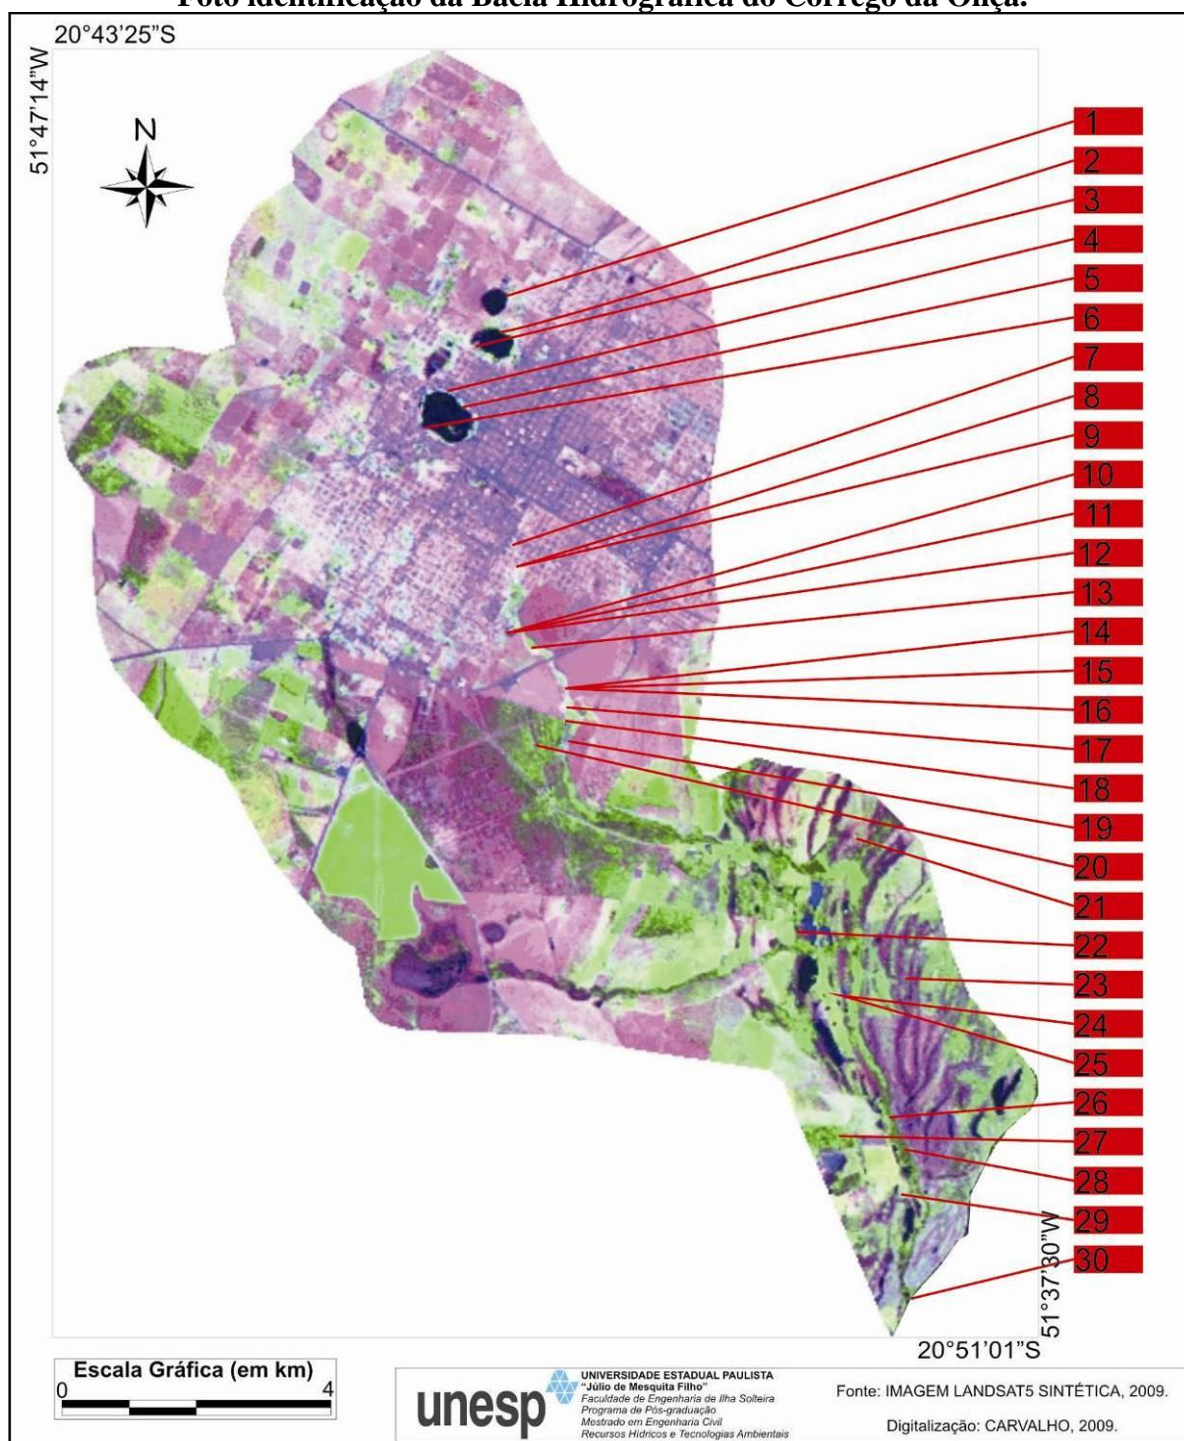 Foto identificação da Bacia Hidrográfica do Córrego da Onça.
20°43'25"S
51°47'14"W
N
1
2
3
4
5
6
7
8
9
10
11
12
13
14
15
16
17
18
19
20
21
22
23
24
25
26
27
28
29
30
51°37'30"W
20°51'01"S
Escala Gráfica (em km)
0 4
unesp
UNIVERSIDADE ESTADUAL PAULISTA
"Júlio de Mesquita Filho"
Faculdade de Engenharia de Ilha Solteira
Programa de Pós-graduação
Mestrado em Engenharia Civil
Recursos Hídricos e Tecnologias Ambientais
Fonte: IMAGEM LANDSAT5 SINTÉTICA, 2009.
Digitalização: CARVALHO, 2009.